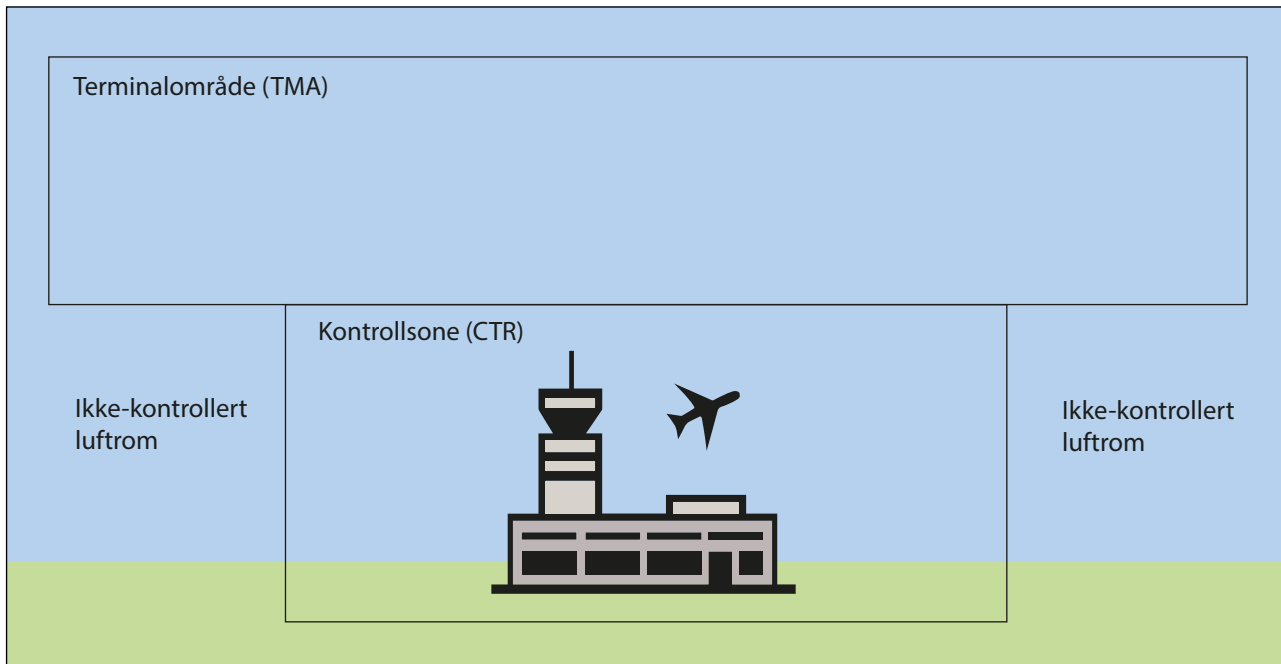 Terminalområde (TMA)
Kontrollsone (CTR)
Ikke-kontrollert
luftrom
Ikke-kontrollert
luftrom